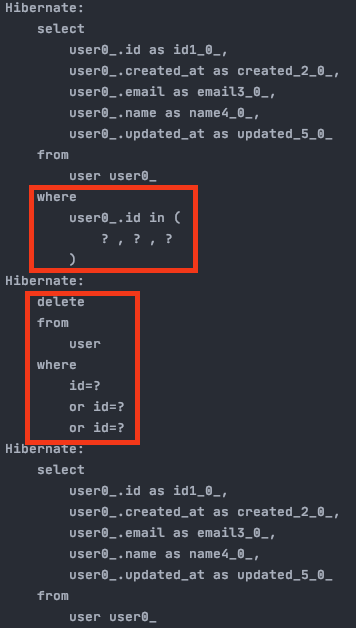 Hibernate:
select
user0_.id as id1_0_,
user0_.created_at as created_2_0_,
user0_.email as email3_0_,
user0_.name as name4_0_,
user0_.updated_at as updated_5_0_
from
user user0_
where
user0_.id in (
? , ? , ?
)
Hibernate:
delete
from
user
where
id=?
or id=?
or id=?
Hibernate:
select
user0_.id as id1_0_,
user0_.created_at as created_2_0_,
user0_.email as email3_0_,
user0_.name as name4_0_,
user0_.updated_at as updated_5_0_
from
user user0_